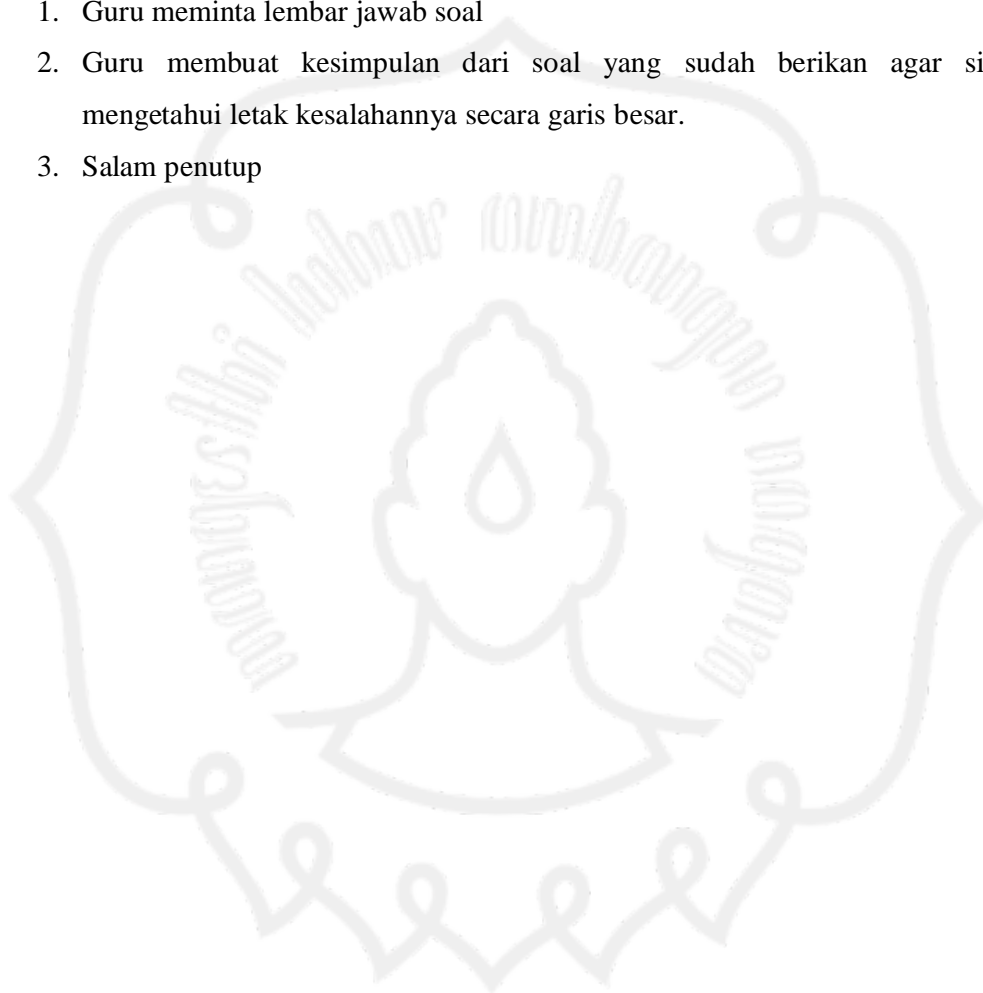 1. Guru meminta lembar jawab soal
2. Guru membuat kesimpulan dari soal yang sudah berikan agar si
mengetahui letak kesalahannya secara garis besar.
3. Salam penutup